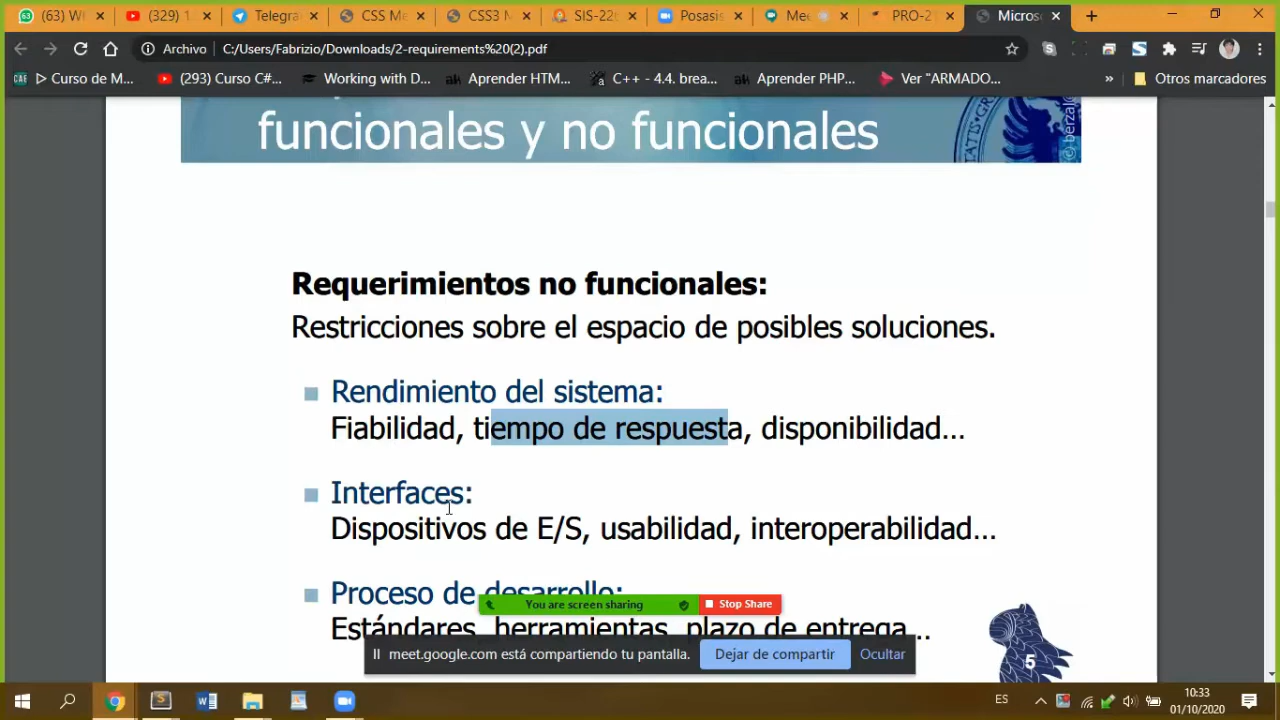 (63) W
(329) 1
Telegra
CSS Me
CSS3 N
SIS-226
Posasis
Mee
PRO-2
Micros
Archivo
C:/Users/Fabrizio/Downloads/2-requirements%20(2).pdf
Curso de M...
(293) Curso C#...
Working with D...
Aprender HTM...
C++ - 4.4. brea...
Aprender PHP...
Ver "ARMADO...
»
Otros marcadores
funcionales y no funcionales
© berzal
Requerimientos no funcionales:
Restricciones sobre el espacio de posibles soluciones.
Rendimiento del sistema:
Fiabilidad, tiempo de respuesta, disponibilidad...
Interfaces:
Dispositivos de E/S, usabilidad, interoperabilidad...
Proceso de desarrollo:
You are screen sharing
Stop Share
Estándares, herramientas, plazo de entrega...
meet.google.com está compartiendo tu pantalla.
Dejar de compartir
Ocultar
5
ES
10:33
01/10/2020